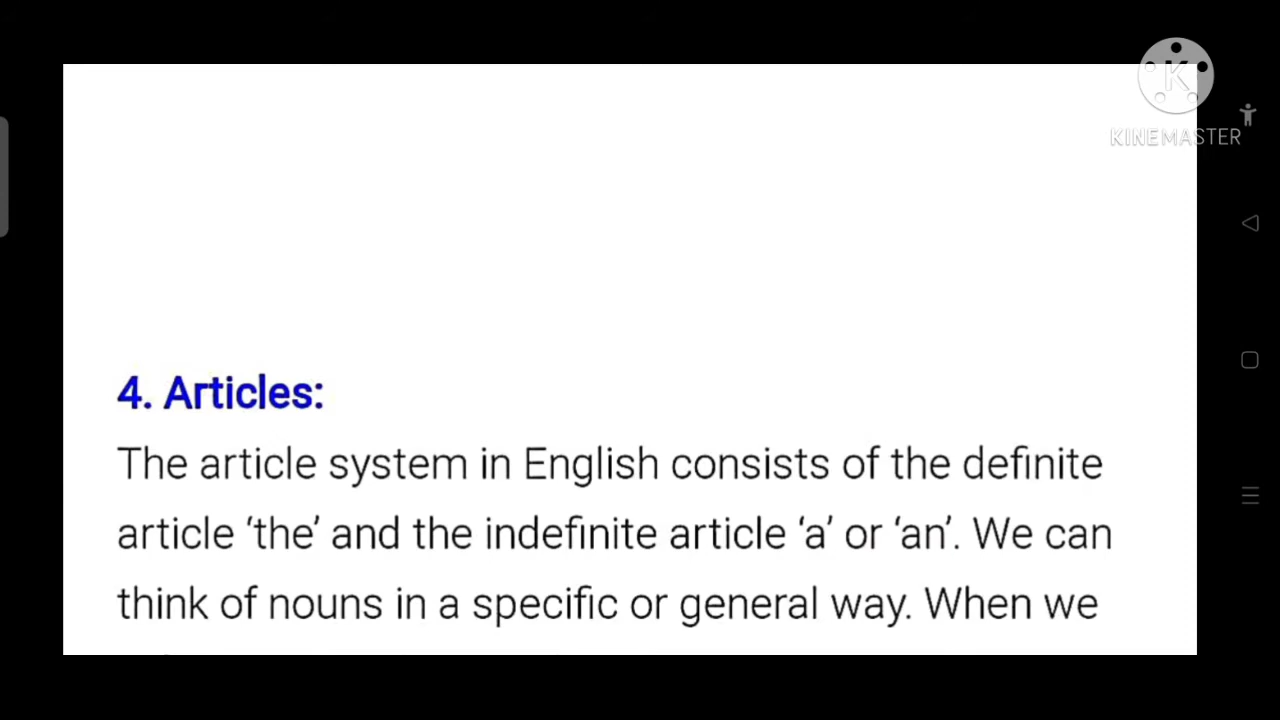 KINEMASTER
4. Articles:
The article system in English consists of the definite
article ‘the’ and the indefinite article ‘a’ or ‘an’. We can
think of nouns in a specific or general way. When we